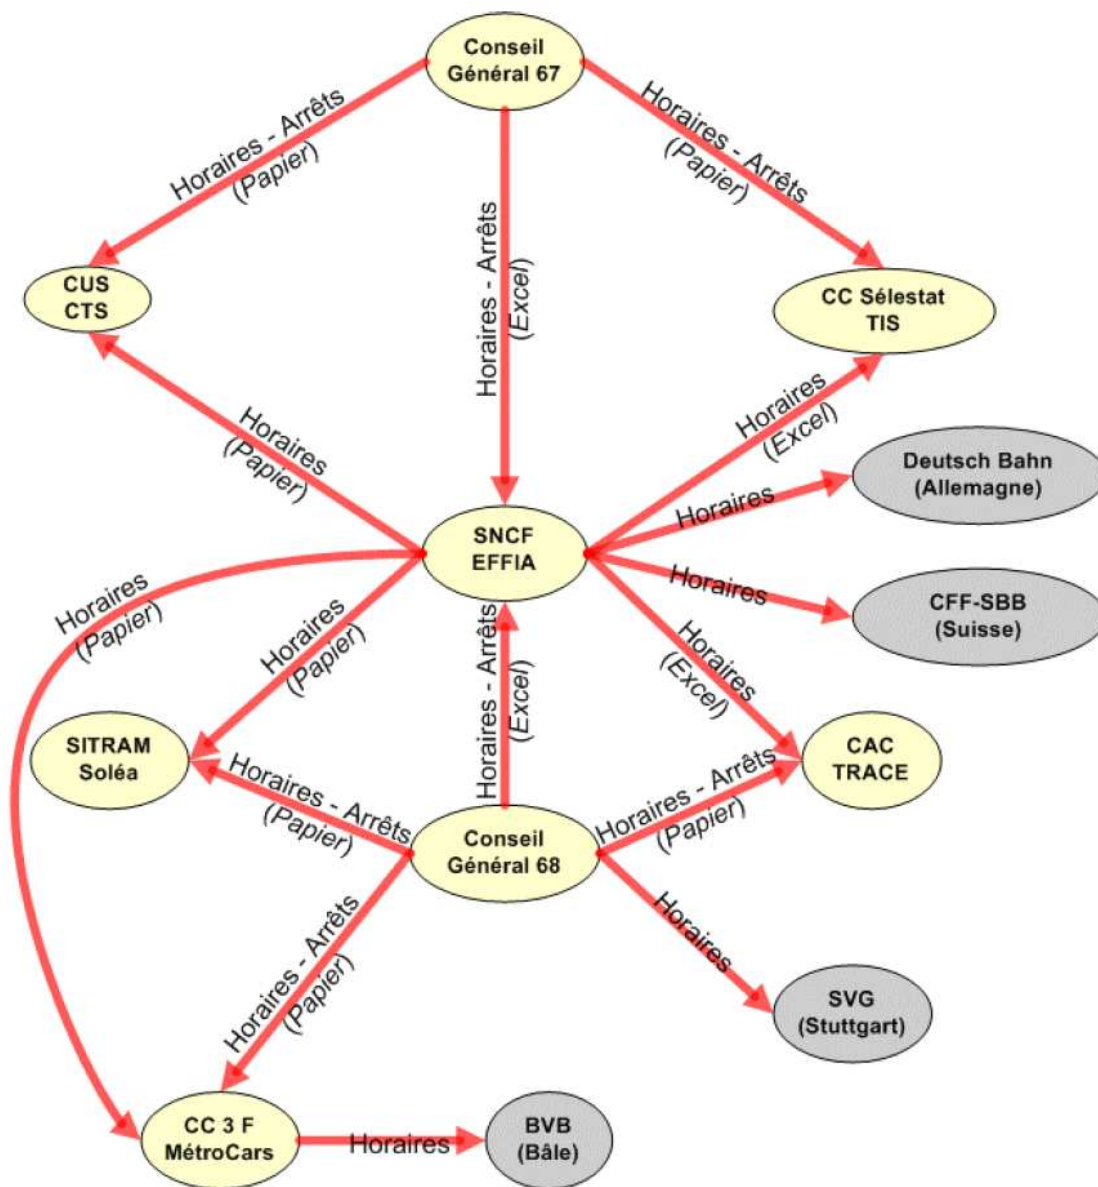 Conseil
Général 67
Horaires - Arrêts
(Papier)
Horaires - Arrêts
(Excel)
Horaires - Arrêts
(Papier)
CUS
CTS
CC Sélestat
TIS
Horaires
(Papier)
Horaires
(Excel)
Deutsch Bahn
(Allemagne)
Horaires
SNCF
EFFIA
Horaires
CFF-SBB
(Suisse)
Horaires
(Papier)
Horaires
(Papier)
Horaires - Arrêts
(Excel)
Horaires
(Excel)
SITRAM
Soléa
CAC
TRACE
Horaires - Arrêts
(Papier)
Horaires - Arrêts
(Papier)
Conseil
Général 68
Horaires - Arrêts
(Papier)
Horaires
SVG
(Stuttgart)
CC 3 F
MétroCars
Horaires
BVB
(Bâle)